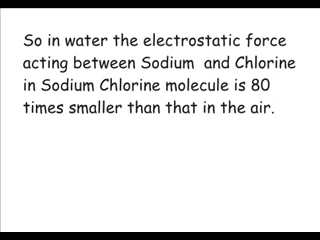 So in water the electrostatic force
acting between Sodium and Chlorine
in Sodium Chlorine molecule is 80
times smaller than that in the air.